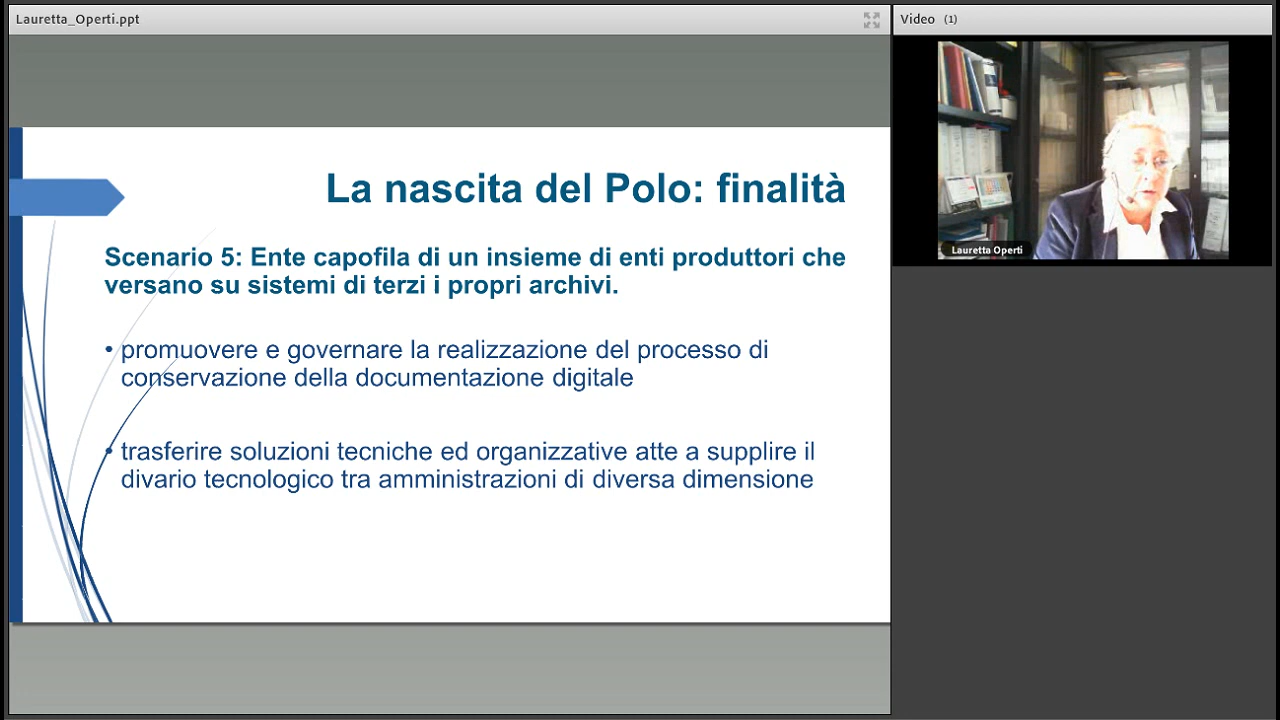 Lauretta_Operti.ppt
Video (1)
La nascita del Polo: finalità
Scenario 5: Ente capofila di un insieme di enti produttori che
versano su sistemi di terzi i propri archivi.
• promuovere e governare la realizzazione del processo di
conservazione della documentazione digitale
• trasferire soluzioni tecniche ed organizzative atte a supplire il
divario tecnologico tra amministrazioni di diversa dimensione
Lauretta Operti